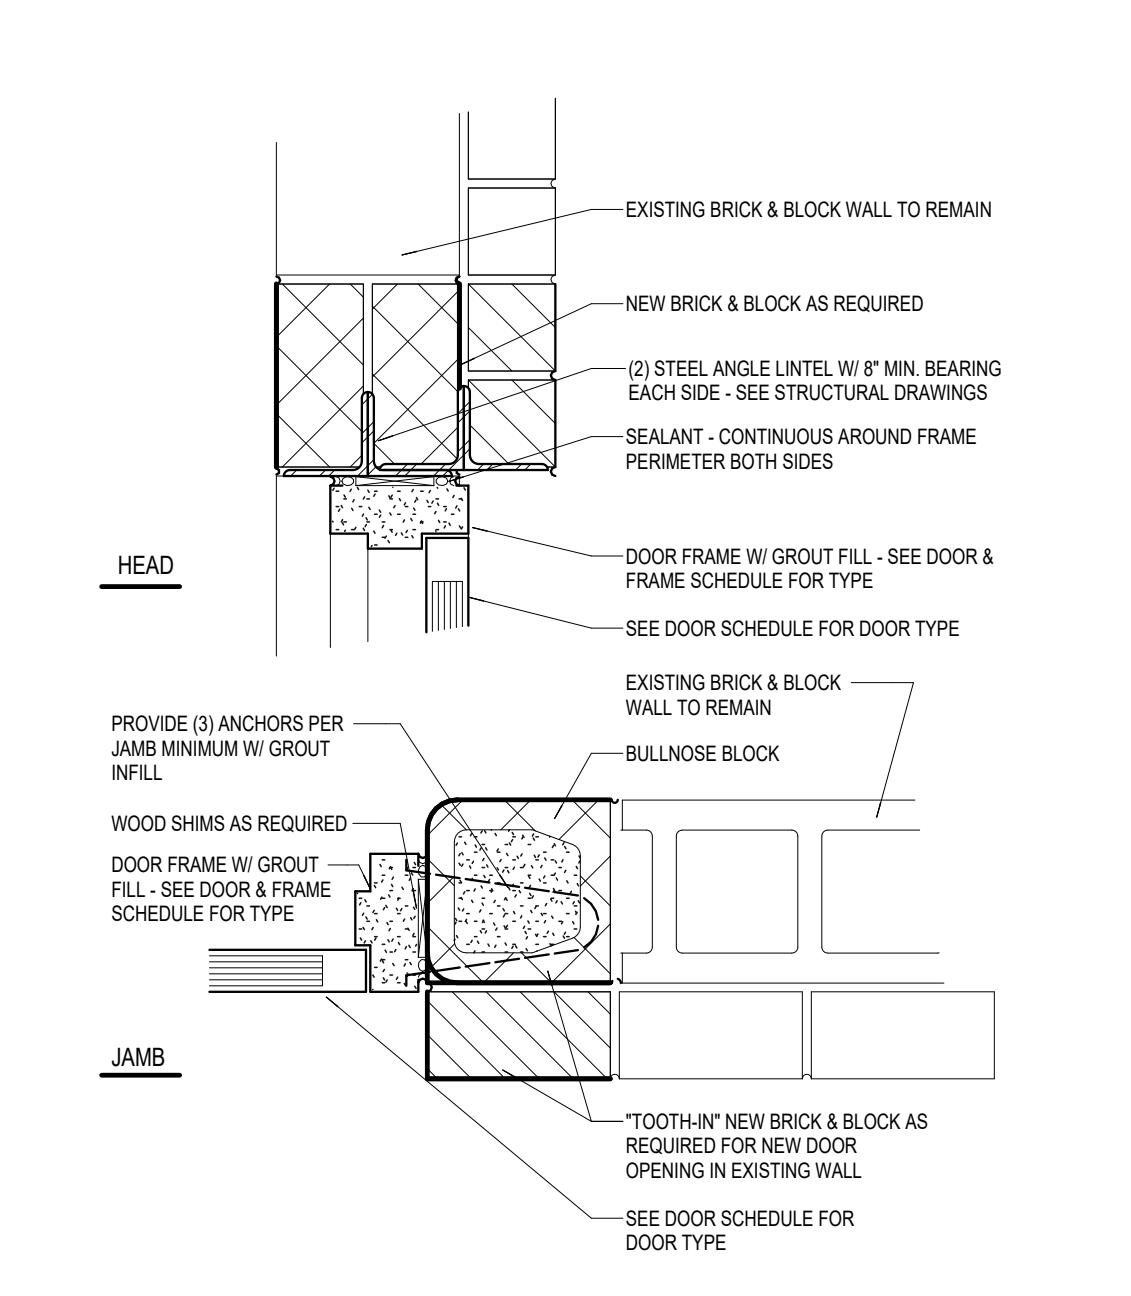 EXISTING BRICK & BLOCK WALL TO REMAIN
NEW BRICK & BLOCK AS REQUIRED
(2) STEEL ANGLE LINTEL W/ 8" MIN. BEARING
EACH SIDE - SEE STRUCTURAL DRAWINGS
SEALANT - CONTINUOUS AROUND FRAME
PERIMETER BOTH SIDES
DOOR FRAME W/ GROUT FILL - SEE DOOR &
FRAME SCHEDULE FOR TYPE
HEAD
SEE DOOR SCHEDULE FOR DOOR TYPE
EXISTING BRICK & BLOCK
WALL TO REMAIN
PROVIDE (3) ANCHORS PER
JAMB MINIMUM W/ GROUT
INFILL
BULLNOSE BLOCK
WOOD SHIMS AS REQUIRED
DOOR FRAME W/ GROUT
FILL - SEE DOOR & FRAME
SCHEDULE FOR TYPE
JAMB
"TOOTH-IN" NEW BRICK & BLOCK AS
REQUIRED FOR NEW DOOR
OPENING IN EXISTING WALL
SEE DOOR SCHEDULE FOR
DOOR TYPE